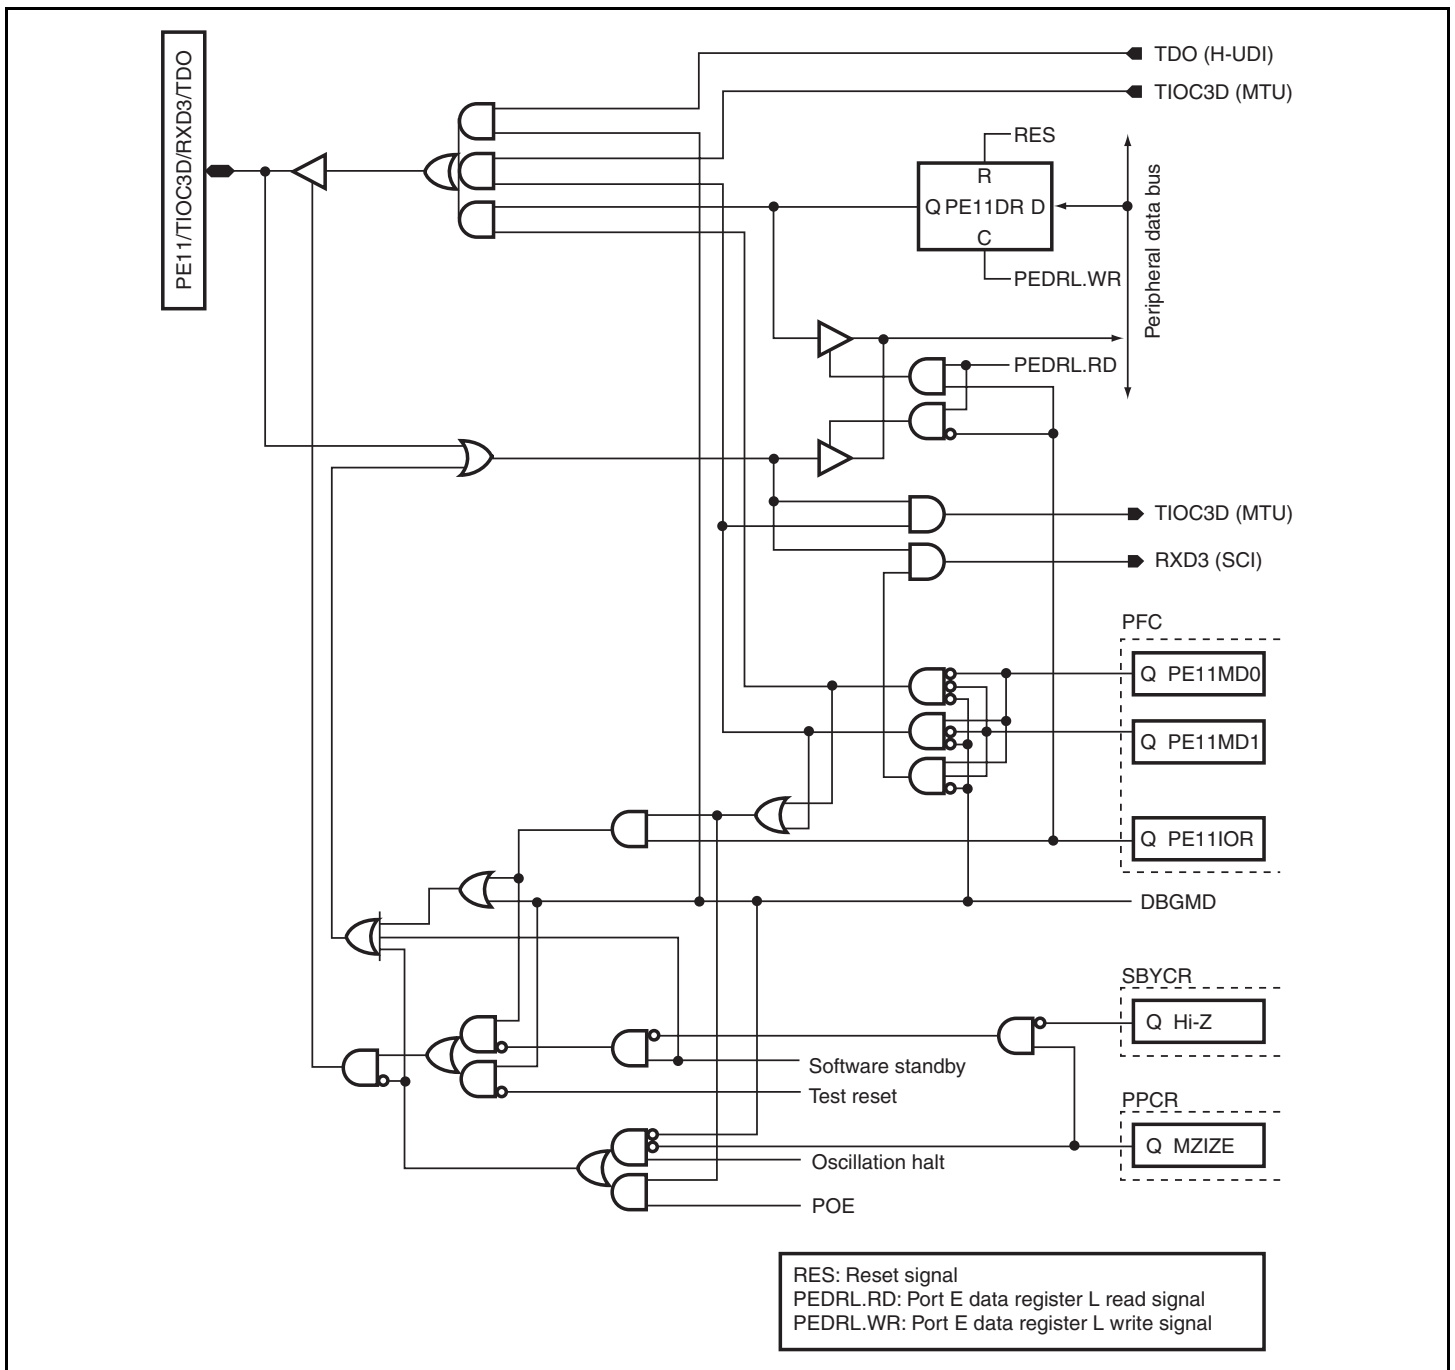 PE11/TIOC3D/RXD3/TDO
TDO (H-UDI)
TIOC3D (MTU)
RES
R
Q PE11DR D
C
PEDRL.WR
Peripheral data bus
PEDRL.RD
TIOC3D (MTU)
RXD3 (SCI)
PFC
Q PE11MD0
Q PE11MD1
Q PE11IOR
DBGMD
SBYCR
Q Hi-Z
Software standby
Test reset
PPCR
Q MZIZE
Oscillation halt
POE
RES: Reset signal
PEDRL.RD: Port E data register L read signal
PEDRL.WR: Port E data register L write signal